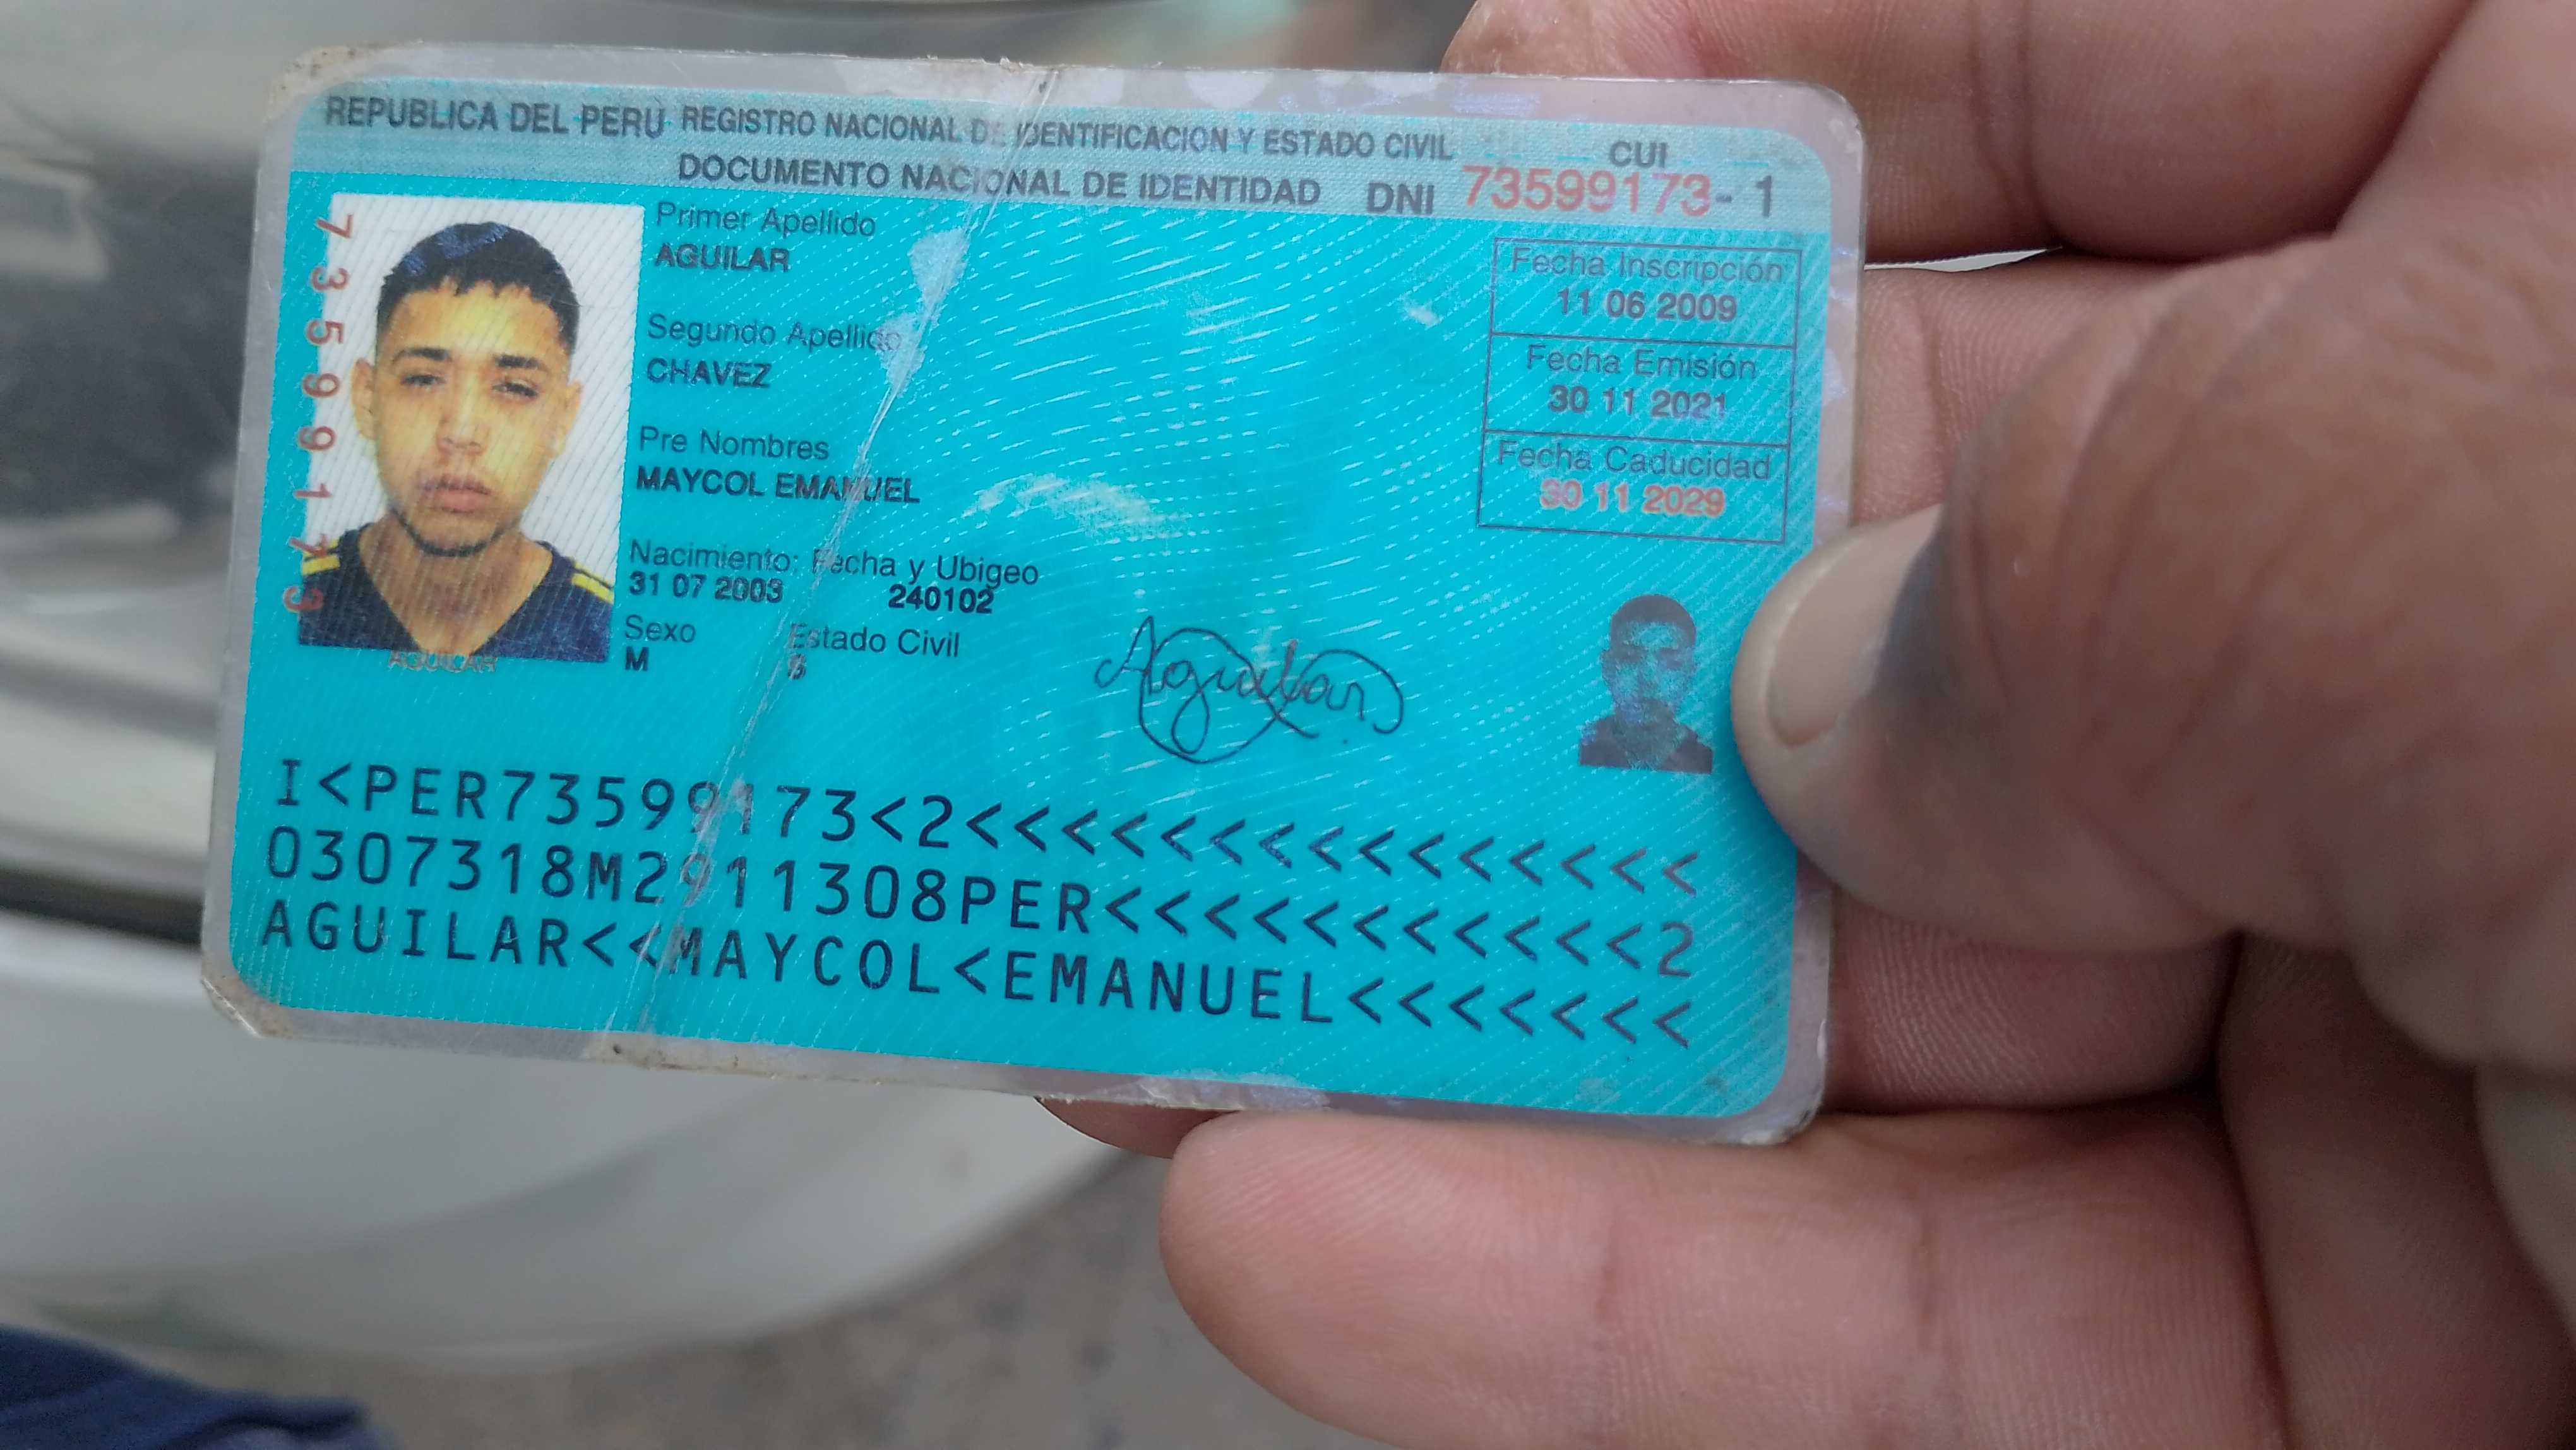 REPUBLICA DEL PERU REGISTRO NACIONAL DE IDENTIFICACION Y ESTADO CIVIL
DOCUMENTO NACIONAL DE IDENTIDAD DNI 73599173-1
CUI
73599173
Primer Apellido
AGUILAR
Segundo Apellido
CHAVEZ
Pre Nombres
MAYCOL EMANUEL
Nacimiento: Fecha y Ubigeo
31 07 2003 240102
Sexo Estado Civil
M S
Fecha Inscripción
11 06 2009
Fecha Emisión
30 11 2021
Fecha Caducidad
30 11 2029
AGUILAR
Aguilar
I<PER73599173<2<<<<<<<<<<<<<<<
0307318M2911308PER<<<<<<<<<<<2
AGUILAR<<MAYCOL<EMANUEL<<<<<<<